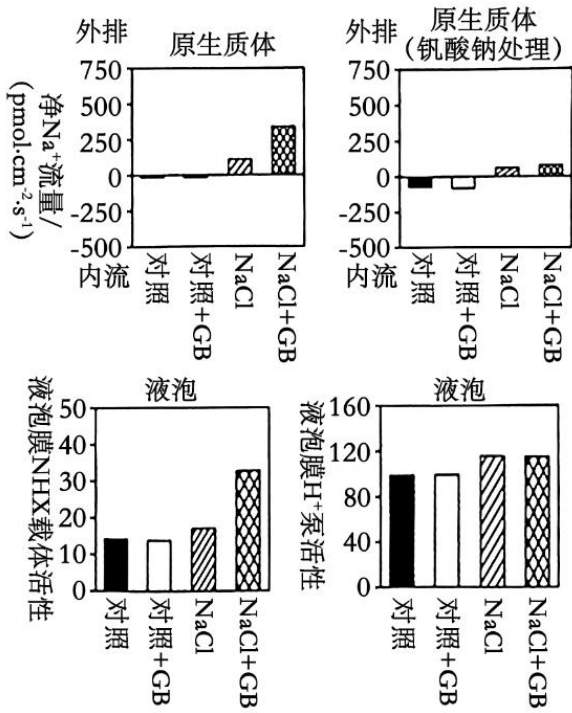 原生质体
外排
750
500
250
0
-250
-500
内流
净Na⁺流量/
(pmol·cm⁻²·s⁻¹)
对照
对照+GB
NaCl
NaCl+GB
原生质体
(钒酸钠处理)
外排
750
500
250
0
-250
-500
内流
对照
对照+GB
NaCl
NaCl+GB
液泡
50
40
30
20
10
0
液泡膜NHX载体活性
对照
对照+GB
NaCl
NaCl+GB
液泡
160
120
80
40
0
液泡膜H⁺泵活性
对照
对照+GB
NaCl
NaCl+GB